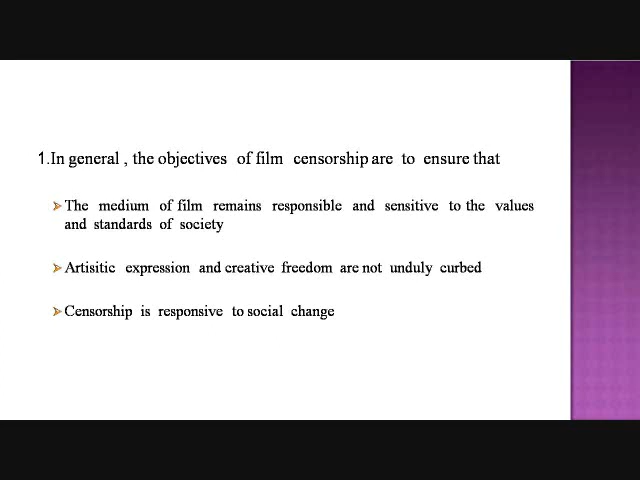 1.In general , the objectives of film censorship are to ensure that
➢The medium of film remains responsible and sensitive to the values
and standards of society
➢Artisitic expression and creative freedom are not unduly curbed
➢Censorship is responsive to social change